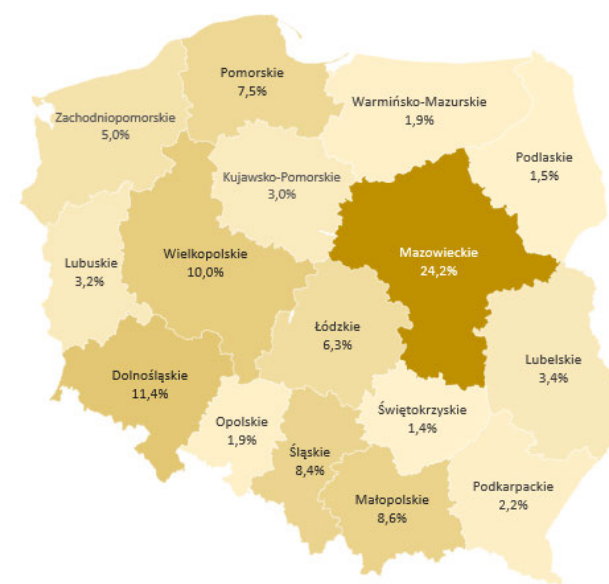 Pomorskie
7,5%
Warmińsko-Mazurskie
1,9%
Zachodniopomorskie
5,0%
Podlaskie
1,5%
Kujawsko-Pomorskie
3,0%
Mazowieckie
24,2%
Wielkopolskie
10,0%
Lubuskie
3,2%
Łódzkie
6,3%
Lubelskie
3,4%
Dolnośląskie
11,4%
Świętokrzyskie
1,4%
Opolskie
1,9%
Śląskie
8,4%
Podkarpackie
2,2%
Małopolskie
8,6%